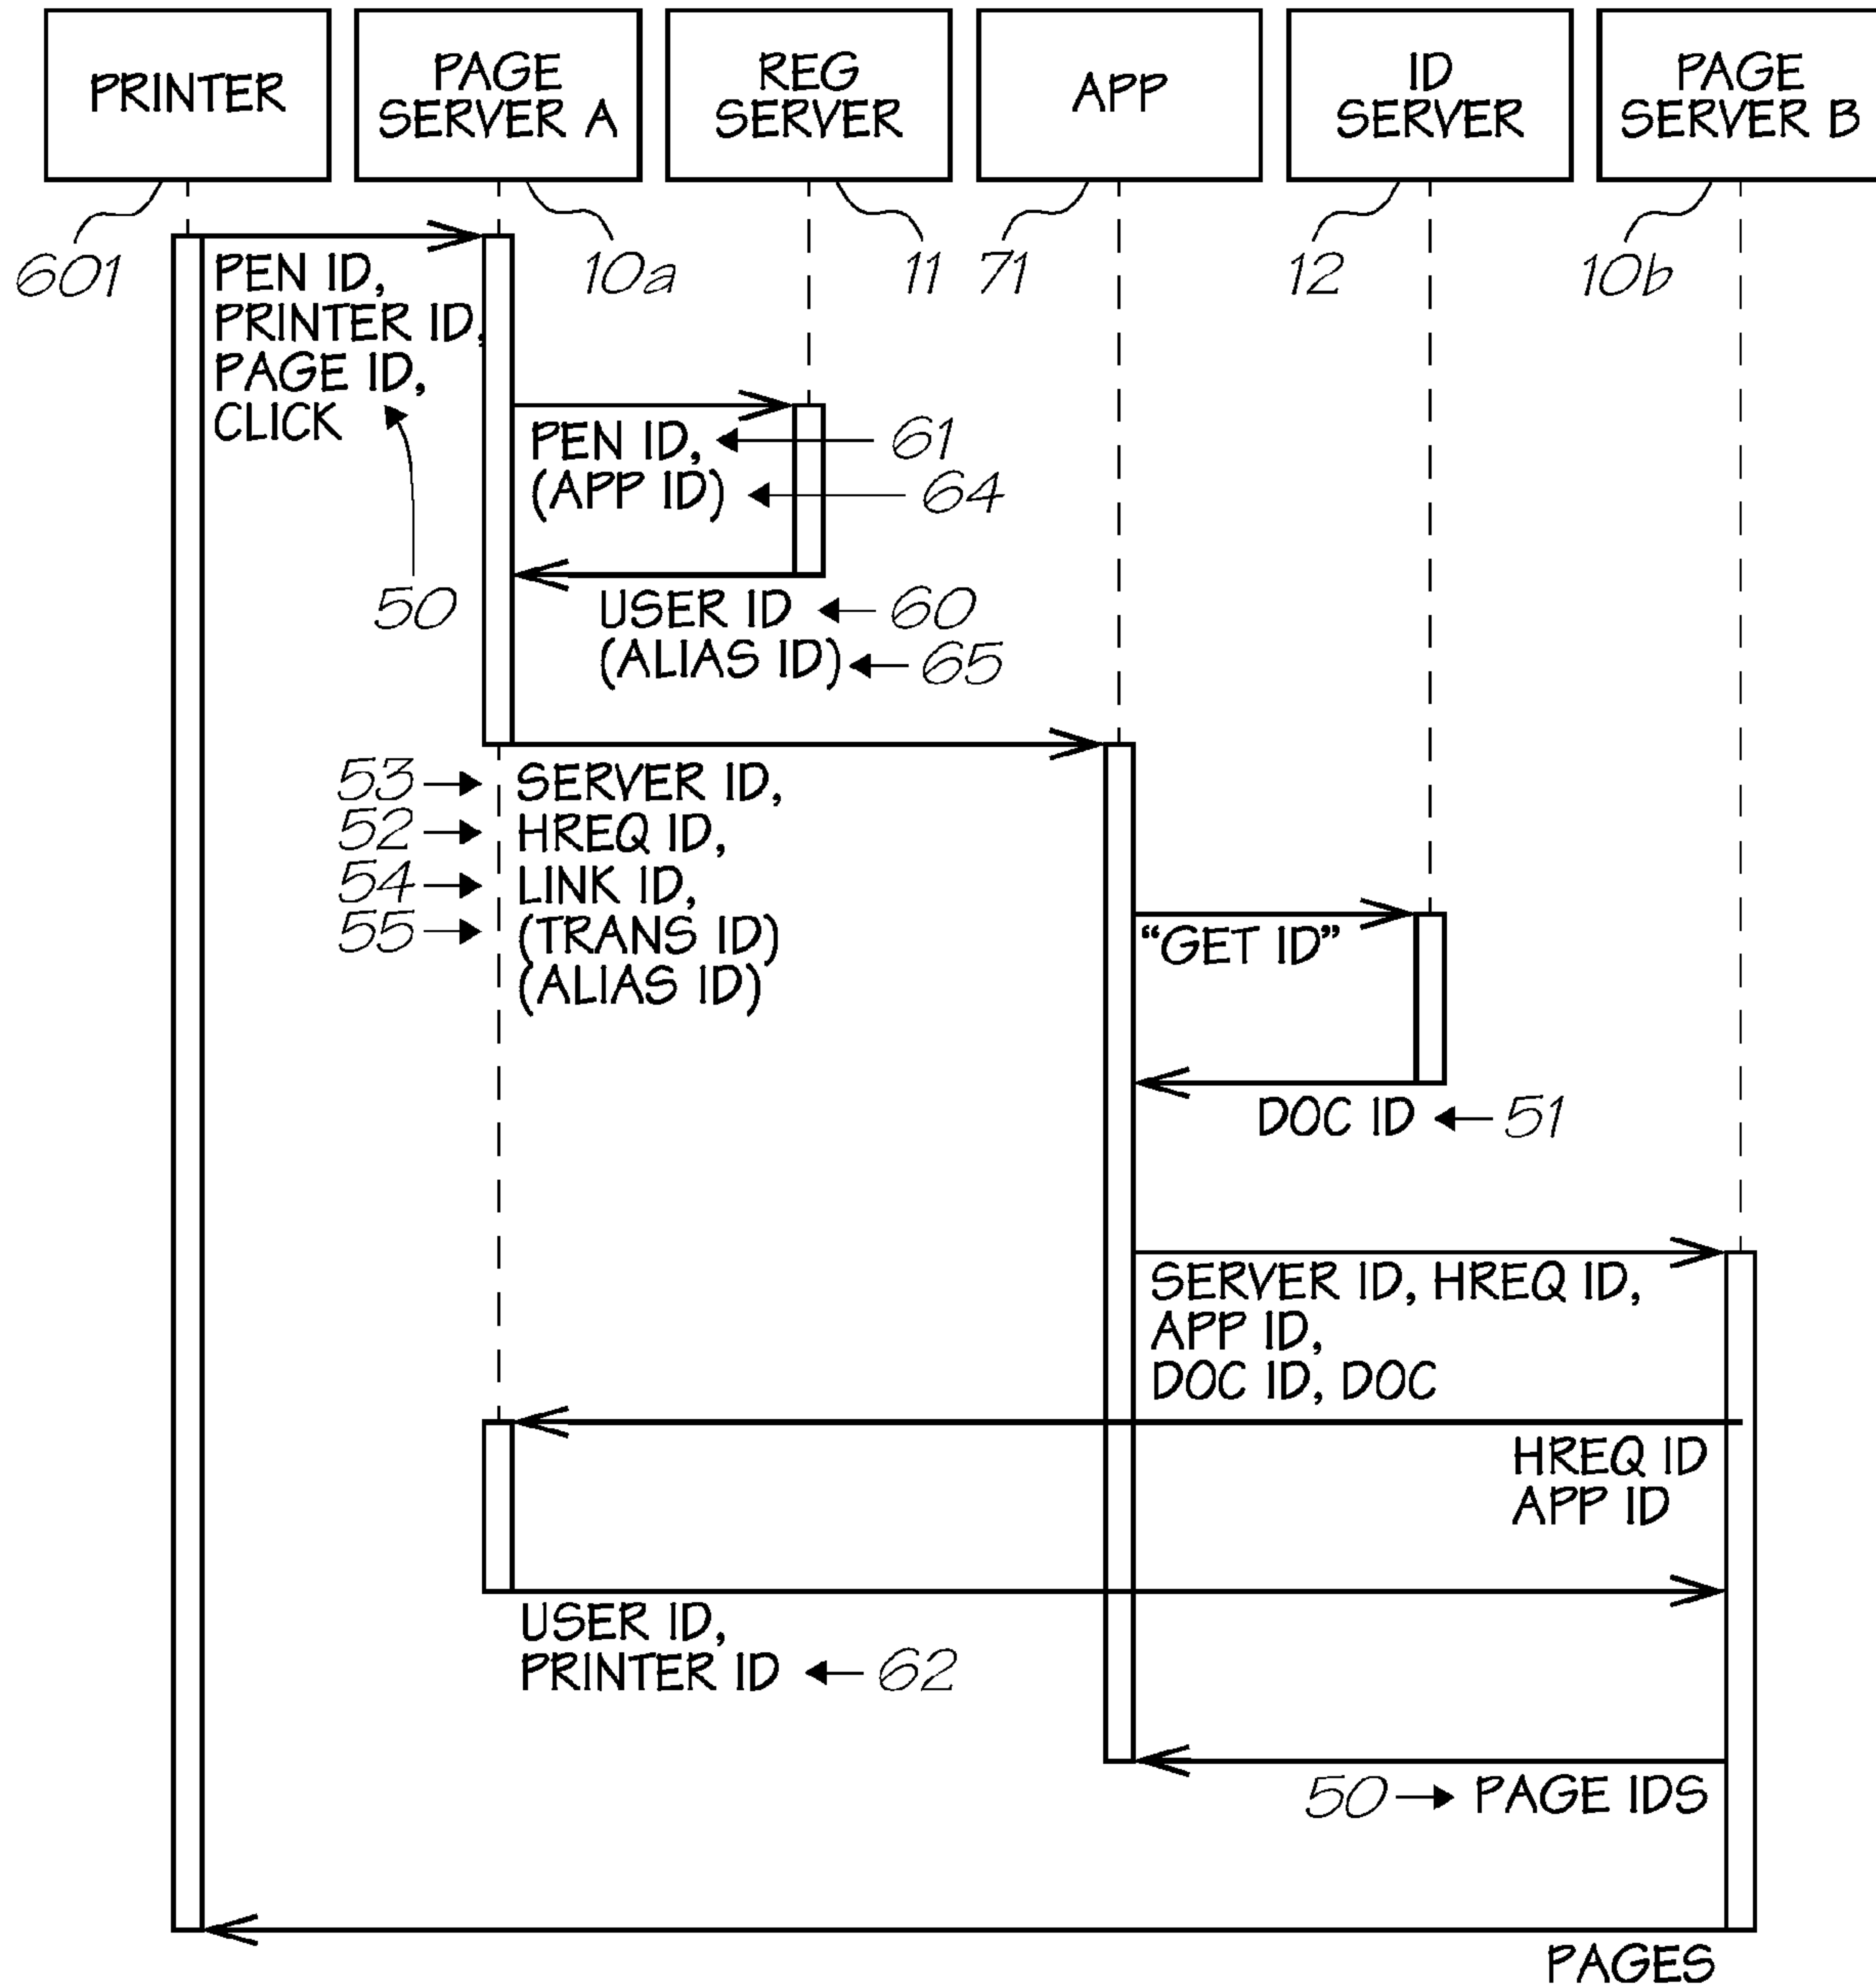 PRINTER
PAGE
SERVER A
REG
SERVER
APP
ID
SERVER
PAGE
SERVER B
601
10a
11
71
12
10b
PEN ID,
PRINTER ID,
PAGE ID,
CLICK
50
PEN ID,
(APP ID)
61
64
USER ID
(ALIAS ID)
60
65
53
52
54
55
SERVER ID,
HREQ ID,
LINK ID,
(TRANS ID)
(ALIAS ID)
“GET ID”
DOC ID
51
SERVER ID, HREQ ID,
APP ID,
DOC ID, DOC
HREQ ID
APP ID
USER ID,
PRINTER ID
62
50
PAGE IDS
PAGES